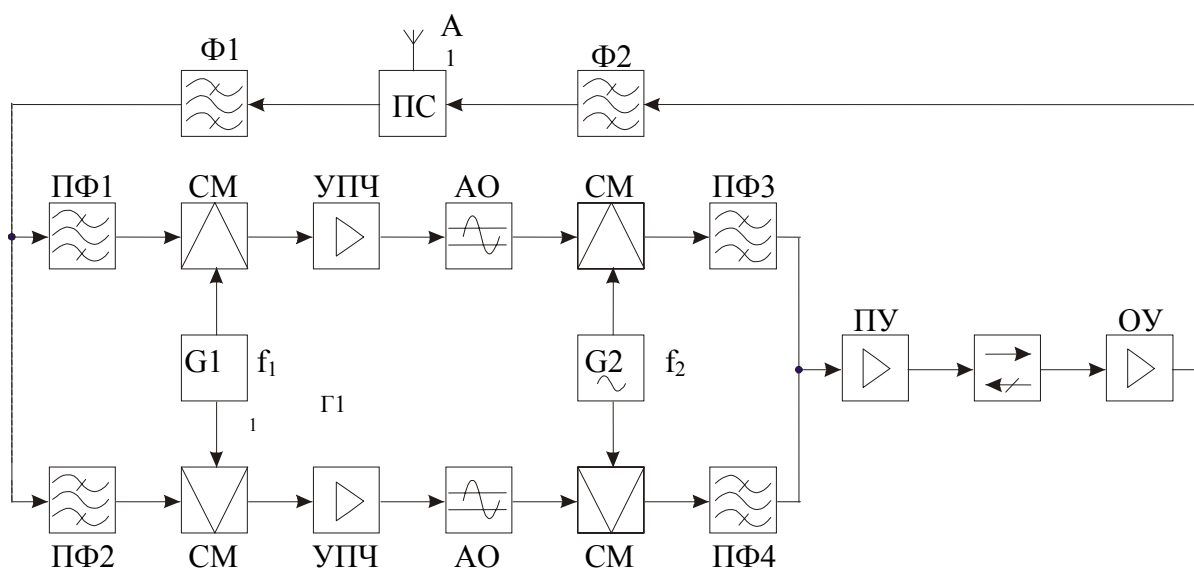 А
1
Ф1
Ф2
ПС
ПФ1 СМ УПЧ АО СМ ПФ3
ПУ ОУ
G1 f₁ G2 f₂
Г1
1
ПФ2 СМ УПЧ АО СМ ПФ4